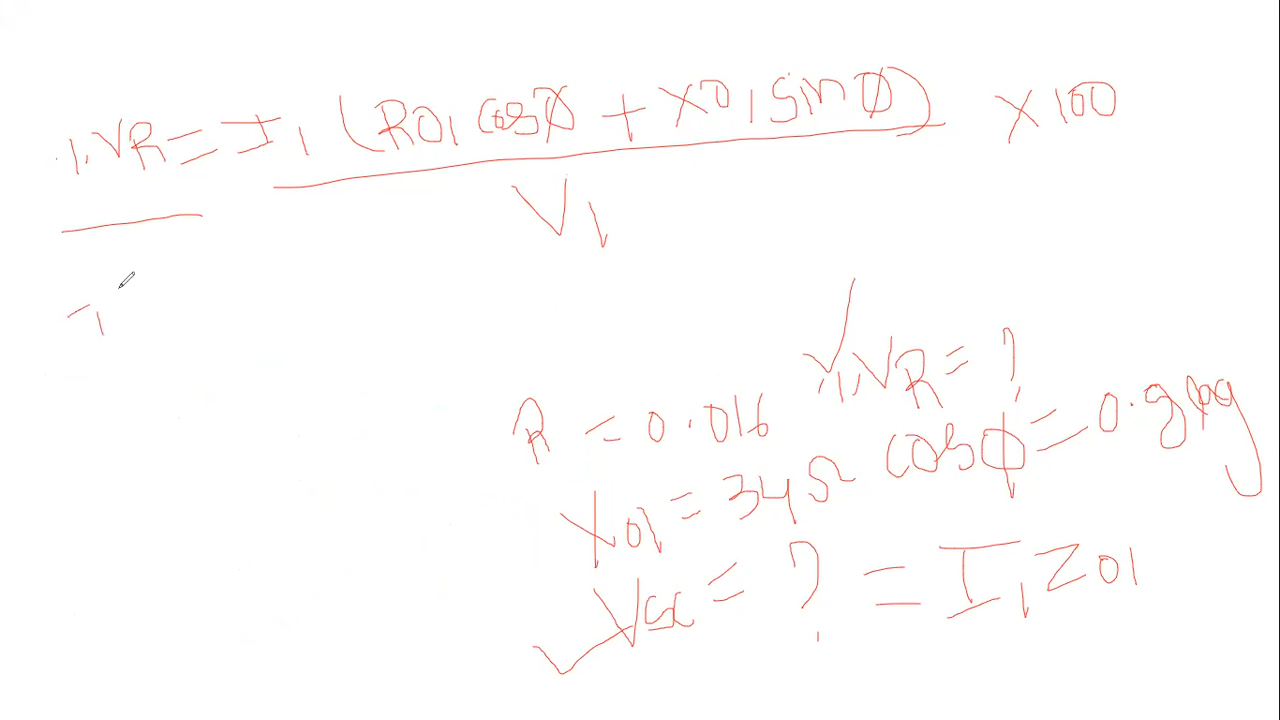 %VR = I1 (R01 cosϕ + X01 sinϕ) / V1 × 100
%VR = ?
R = 0.016
cosϕ = 0.8 lag
X01 = 34 Ω
Vsc = ? = I1 Z01